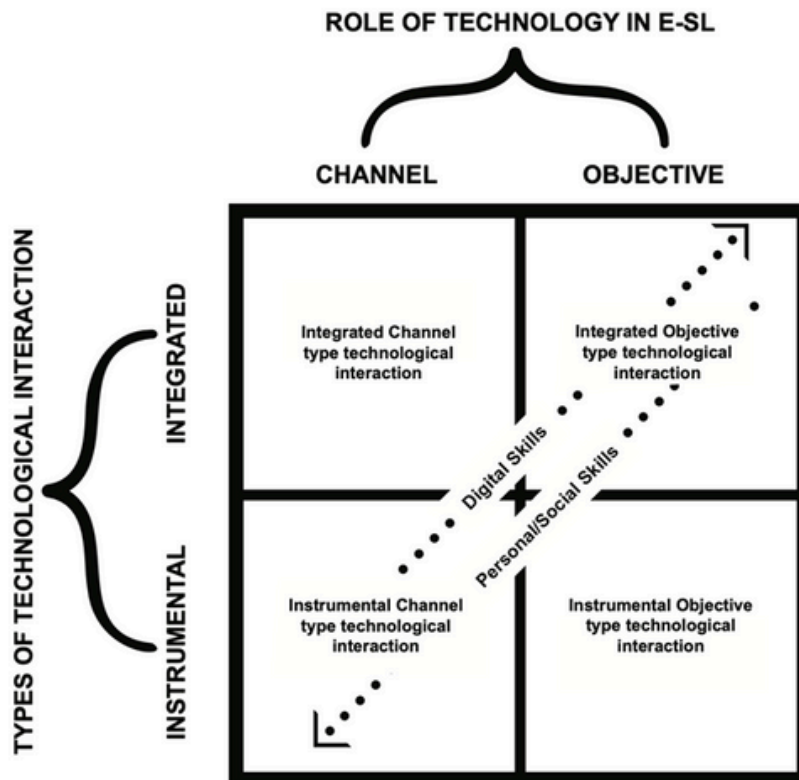 ROLE OF TECHNOLOGY IN E-SL
CHANNEL
OBJECTIVE
TYPES OF TECHNOLOGICAL INTERACTION
INTEGRATED
INSTRUMENTAL
Integrated Channel
type technological
interaction
Integrated Objective
type technological
interaction
Digital Skills
Personal/Social Skills
Instrumental Channel
type technological
interaction
Instrumental Objective
type technological
interaction